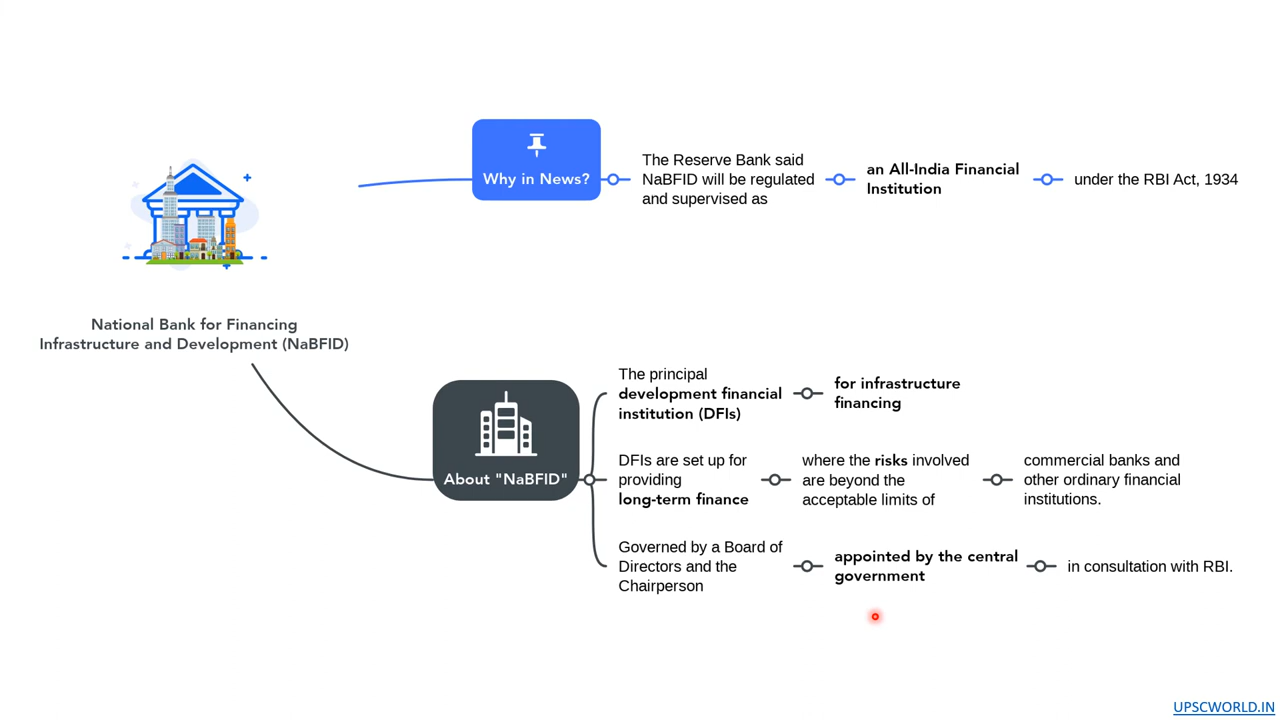 Why in News?
The Reserve Bank said
NaBFID will be regulated
and supervised as
an All-India Financial
Institution
under the RBI Act, 1934
National Bank for Financing
Infrastructure and Development (NaBFID)
About "NaBFID"
The principal
development financial
institution (DFIs)
for infrastructure
financing
DFIs are set up for
providing
long-term finance
where the risks involved
are beyond the
acceptable limits of
commercial banks and
other ordinary financial
institutions.
Governed by a Board of
Directors and the
Chairperson
appointed by the central
government
in consultation with RBI.
UPSCWORLD.IN